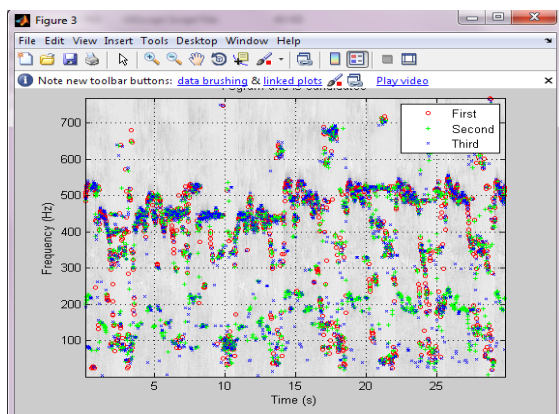 Figure 3
File Edit View Insert Tools Desktop Window Help
Note new toolbar buttons: data brushing & linked plots Play video
First
Second
Third
700
600
500
400
300
200
100
Frequency (Hz)
5 10 15 20 25
Time (s)